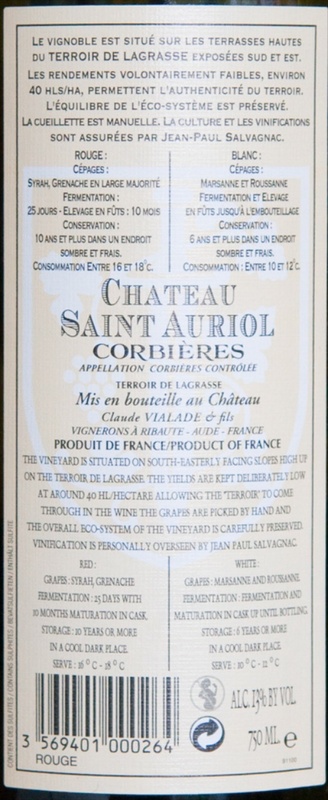 LE VIGNOBLE EST SITUÉ SUR LES TERRASSES HAUTES
DU TERROIR DE LAGRASSE EXPOSÉES SUD ET EST.
LES RENDEMENTS VOLONTAIREMENT FAIBLES, ENVIRON
40 HLS/HA, PERMETTENT L'AUTHENTICITÉ DU TERROIR.
L'ÉQUILIBRE DE L'ÉCO-SYSTÈME EST PRÉSERVÉ.
LA CUEILLETTE EST MANUELLE. LA CULTURE ET LES VINIFICATIONS
SONT ASSURÉES PAR JEAN-PAUL SALVAGNAC.
ROUGE :
CÉPAGES :
SYRAH, GRENACHE EN LARGE MAJORITÉ
FERMENTATION :
25 JOURS - ELEVAGE EN FÛTS : 10 MOIS
CONSERVATION :
10 ANS ET PLUS DANS UN ENDROIT
SOMBRE ET FRAIS.
CONSOMMATION ENTRE 16 ET 18°C.
BLANC :
CÉPAGES :
MARSANNE ET ROUSSANNE
FERMENTATION ET ELEVAGE
EN FÛTS JUSQU'À L'EMBOUTEILLAGE
CONSERVATION :
6 ANS ET PLUS DANS UN ENDROIT
SOMBRE ET FRAIS.
CONSOMMATION : ENTRE 10 ET 12°C.
CHATEAU
SAINT AURIOL
CORBIÈRES
APPELLATION CORBIÈRES CONTRÔLÉE
TERROIR DE LAGRASSE
Mis en bouteille au Château
Claude VIALADE & fils
VIGNERONS À RIBAUTE - AUDE - FRANCE
PRODUIT DE FRANCE/PRODUCT OF FRANCE
THE VINEYARD IS SITUATED ON SOUTH-EASTERLY FACING SLOPES HIGH UP
ON THE TERROIR DE LAGRASSE. THE YIELDS ARE KEPT DELIBERATELY LOW
AT AROUND 40 HL/HECTARE ALLOWING THE "TERROIR" TO COME
THROUGH IN THE WINE THE GRAPES ARE PICKED BY HAND AND
THE OVERALL ECO-SYSTEM OF THE VINEYARD IS CAREFULLY PRESERVED.
VINIFICATION IS PERSONALLY OVERSEEN BY JEAN PAUL SALVAGNAC.
RED :
GRAPES : SYRAH, GRENACHE
FERMENTATION : 25 DAYS WITH
10 MONTHS MATURATION IN CASK.
STORAGE : 10 YEARS OR MORE
IN A COOL DARK PLACE.
SERVE : 16° C - 18° C
WHITE :
GRAPES : MARSANNE AND ROUSSANNE.
FERMENTATION : FERMENTATION AND
MATURATION IN CASK UP UNTIL BOTTLING.
STORAGE : 6 YEARS OR MORE
IN A COOL DARK PLACE.
SERVE : 10° C - 12° C
CONTIENT DES SULFITES / CONTAINS SULPHITES / BEVAT SULFIETEN / ENTHÄLT SULFITE
3 569401 000264
ROUGE
ALC. 13% BY VOL.
750 ML e